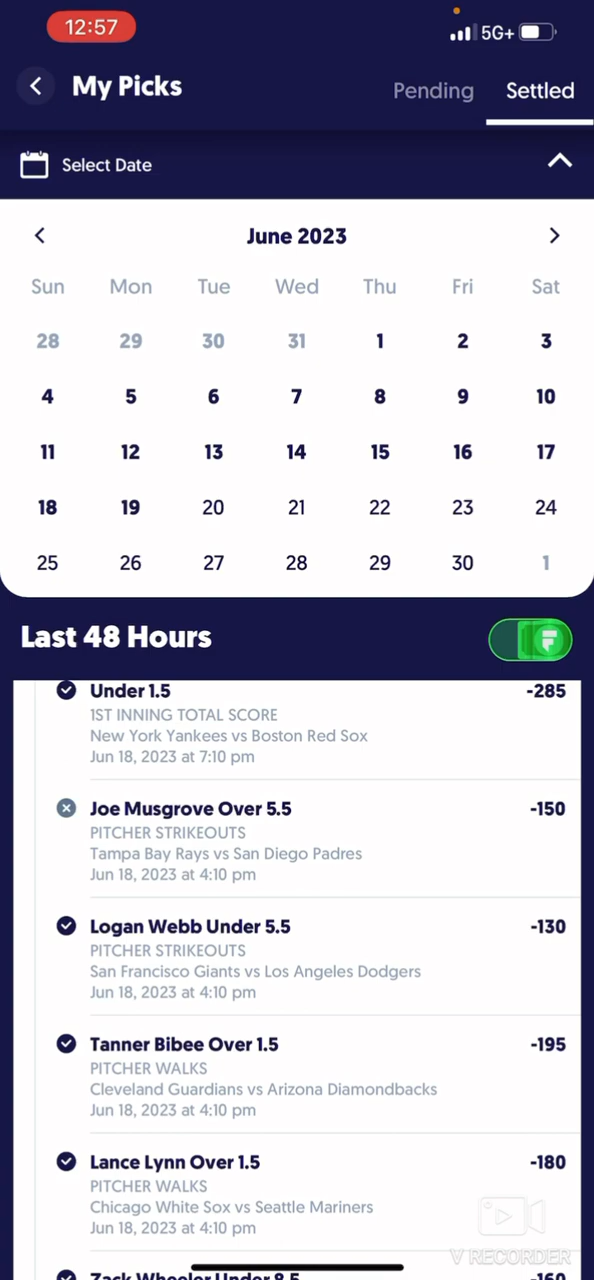 12:57
5G+
My Picks
Pending
Settled
Select Date
June 2023
Sun Mon Tue Wed Thu Fri Sat
28 29 30 31 1 2 3
4 5 6 7 8 9 10
11 12 13 14 15 16 17
18 19 20 21 22 23 24
25 26 27 28 29 30 1
Last 48 Hours
Under 1.5 -285
1ST INNING TOTAL SCORE
New York Yankees vs Boston Red Sox
Jun 18, 2023 at 7:10 pm
Joe Musgrove Over 5.5 -150
PITCHER STRIKEOUTS
Tampa Bay Rays vs San Diego Padres
Jun 18, 2023 at 4:10 pm
Logan Webb Under 5.5 -130
PITCHER STRIKEOUTS
San Francisco Giants vs Los Angeles Dodgers
Jun 18, 2023 at 4:10 pm
Tanner Bibee Over 1.5 -195
PITCHER WALKS
Cleveland Guardians vs Arizona Diamondbacks
Jun 18, 2023 at 4:10 pm
Lance Lynn Over 1.5 -180
PITCHER WALKS
Chicago White Sox vs Seattle Mariners
Jun 18, 2023 at 4:10 pm
V RECORDER
Zack Wheeler Under 8.5 -160